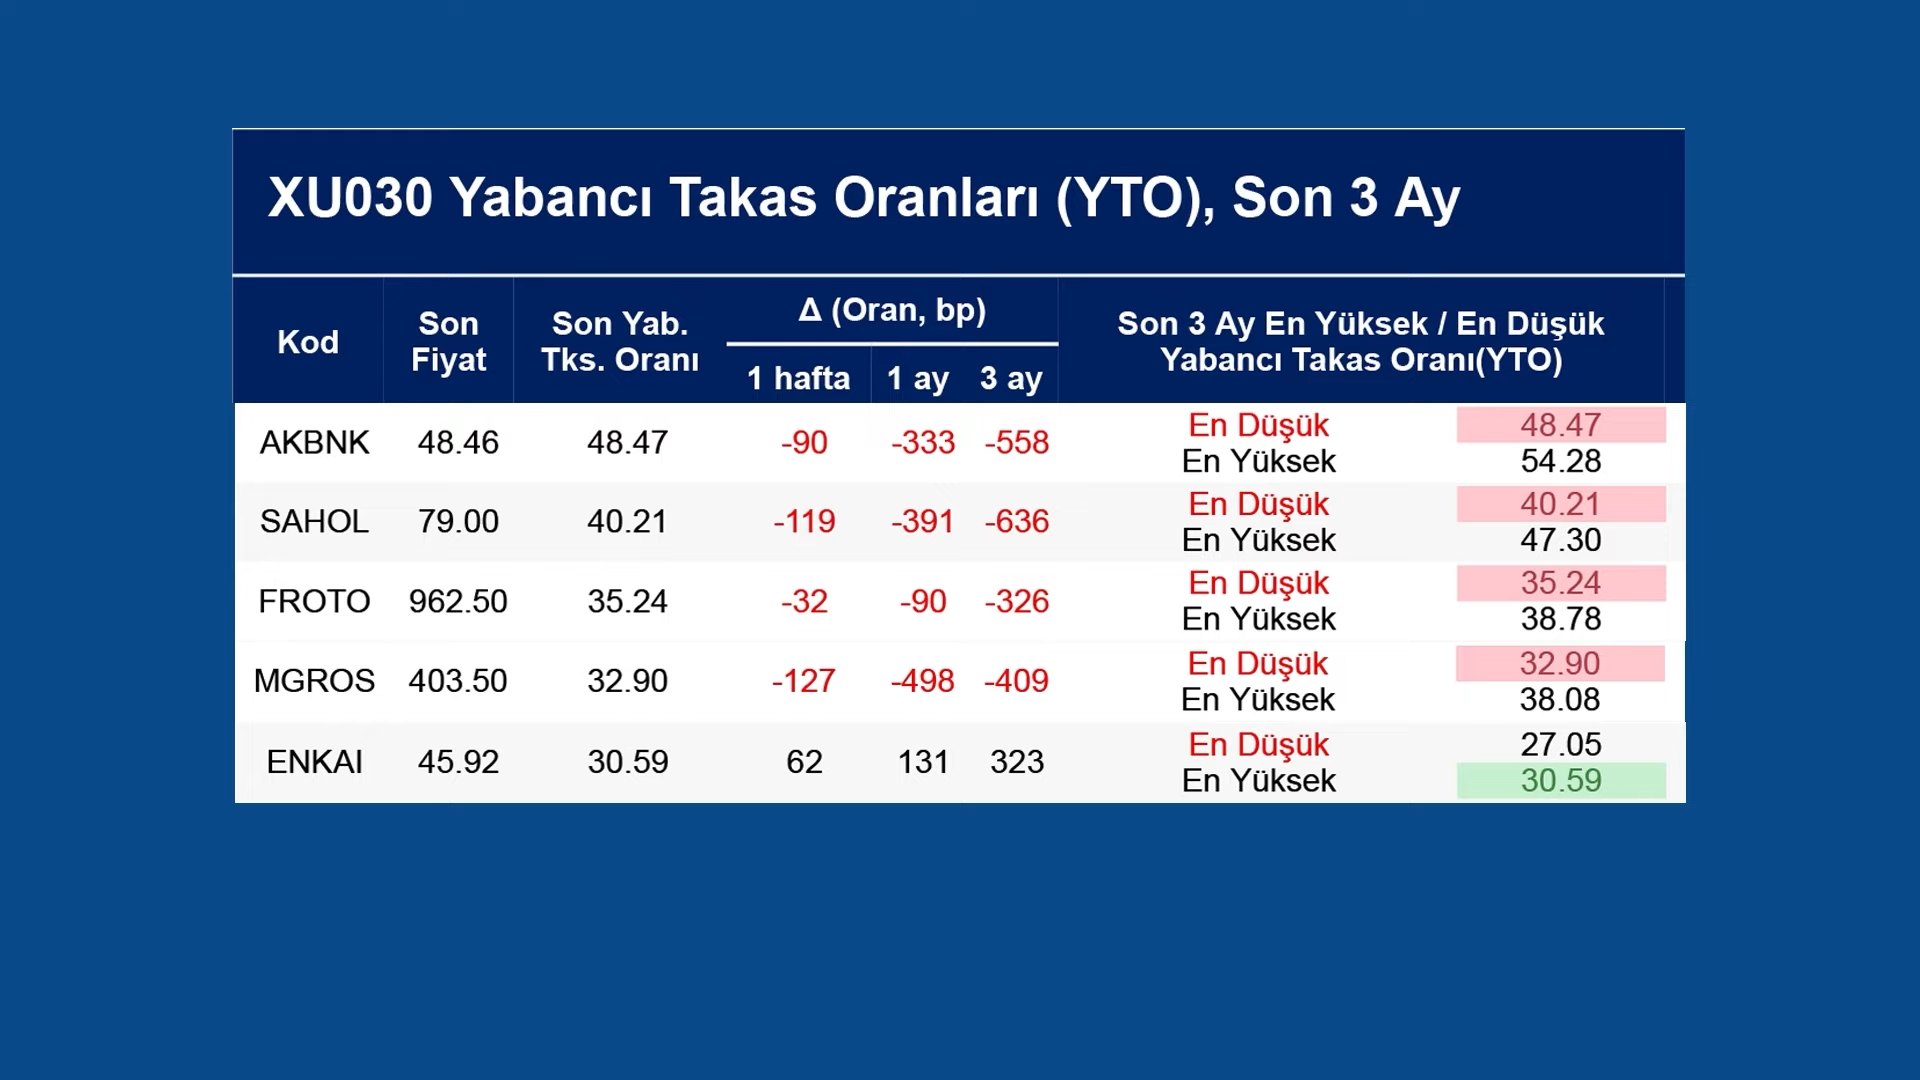 XU030 Yabancı Takas Oranları (YTO), Son 3 Ay
Kod
Son
Fiyat
Son Yab.
Tks. Oranı
Δ (Oran, bp)
1 hafta 1 ay 3 ay
Son 3 Ay En Yüksek / En Düşük
Yabancı Takas Oranı(YTO)
AKBNK 48.46 48.47 -90 -333 -558
En Düşük 48.47
En Yüksek 54.28
SAHOL 79.00 40.21 -119 -391 -636
En Düşük 40.21
En Yüksek 47.30
FROTO 962.50 35.24 -32 -90 -326
En Düşük 35.24
En Yüksek 38.78
MGROS 403.50 32.90 -127 -498 -409
En Düşük 32.90
En Yüksek 38.08
ENKAI 45.92 30.59 62 131 323
En Düşük 27.05
En Yüksek 30.59